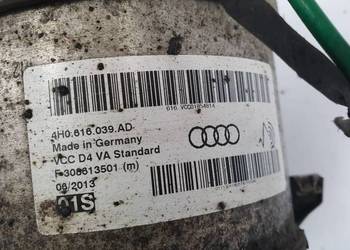 4H0.616.039.AD
Made in Germany
VCC D4 VA Standard
F 308613501 (m)
06/2013
01S